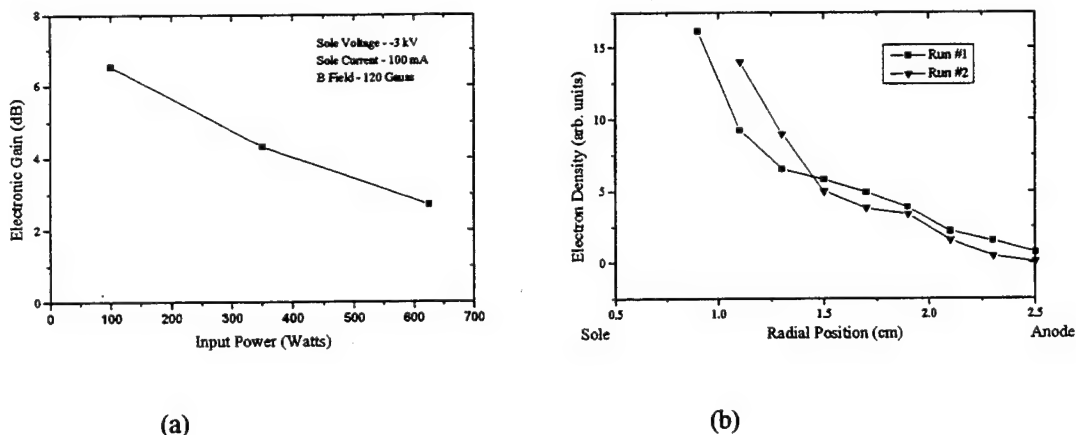 8
6
4
2
0
Electronic Gain (dB)
Sole Voltage - -3 kV
Sole Current - 100 mA
B Field - 120 Gauss
0 100 200 300 400 500 600 700
Input Power (Watts)
(a)
15
10
5
0
Electron Density (arb. units)
Run #1
Run #2
0.5 1.0 1.5 2.0 2.5
Sole Radial Position (cm) Anode
(b)